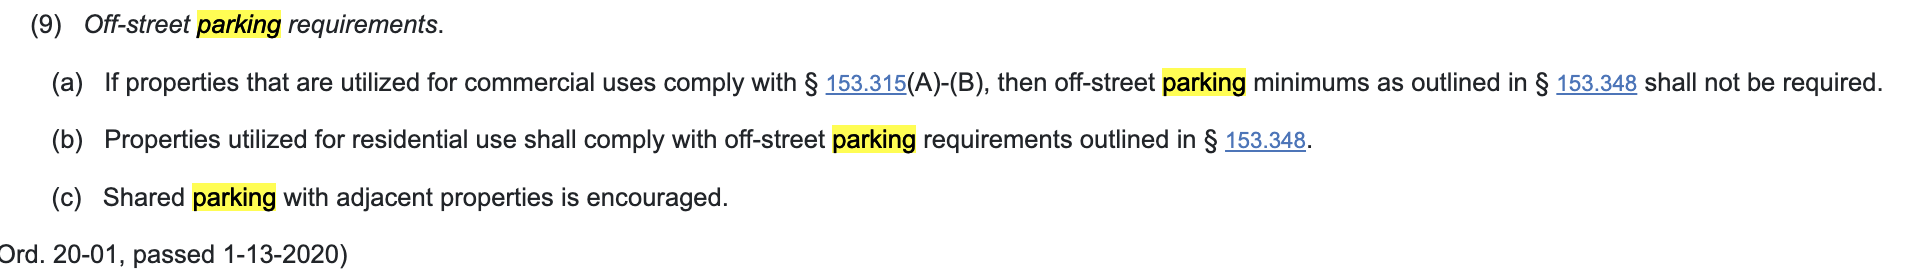 (9) Off-street parking requirements.
(a) If properties that are utilized for commercial uses comply with § 153.315(A)-(B), then off-street parking minimums as outlined in § 153.348 shall not be required.
(b) Properties utilized for residential use shall comply with off-street parking requirements outlined in § 153.348.
(c) Shared parking with adjacent properties is encouraged.
Ord. 20-01, passed 1-13-2020)